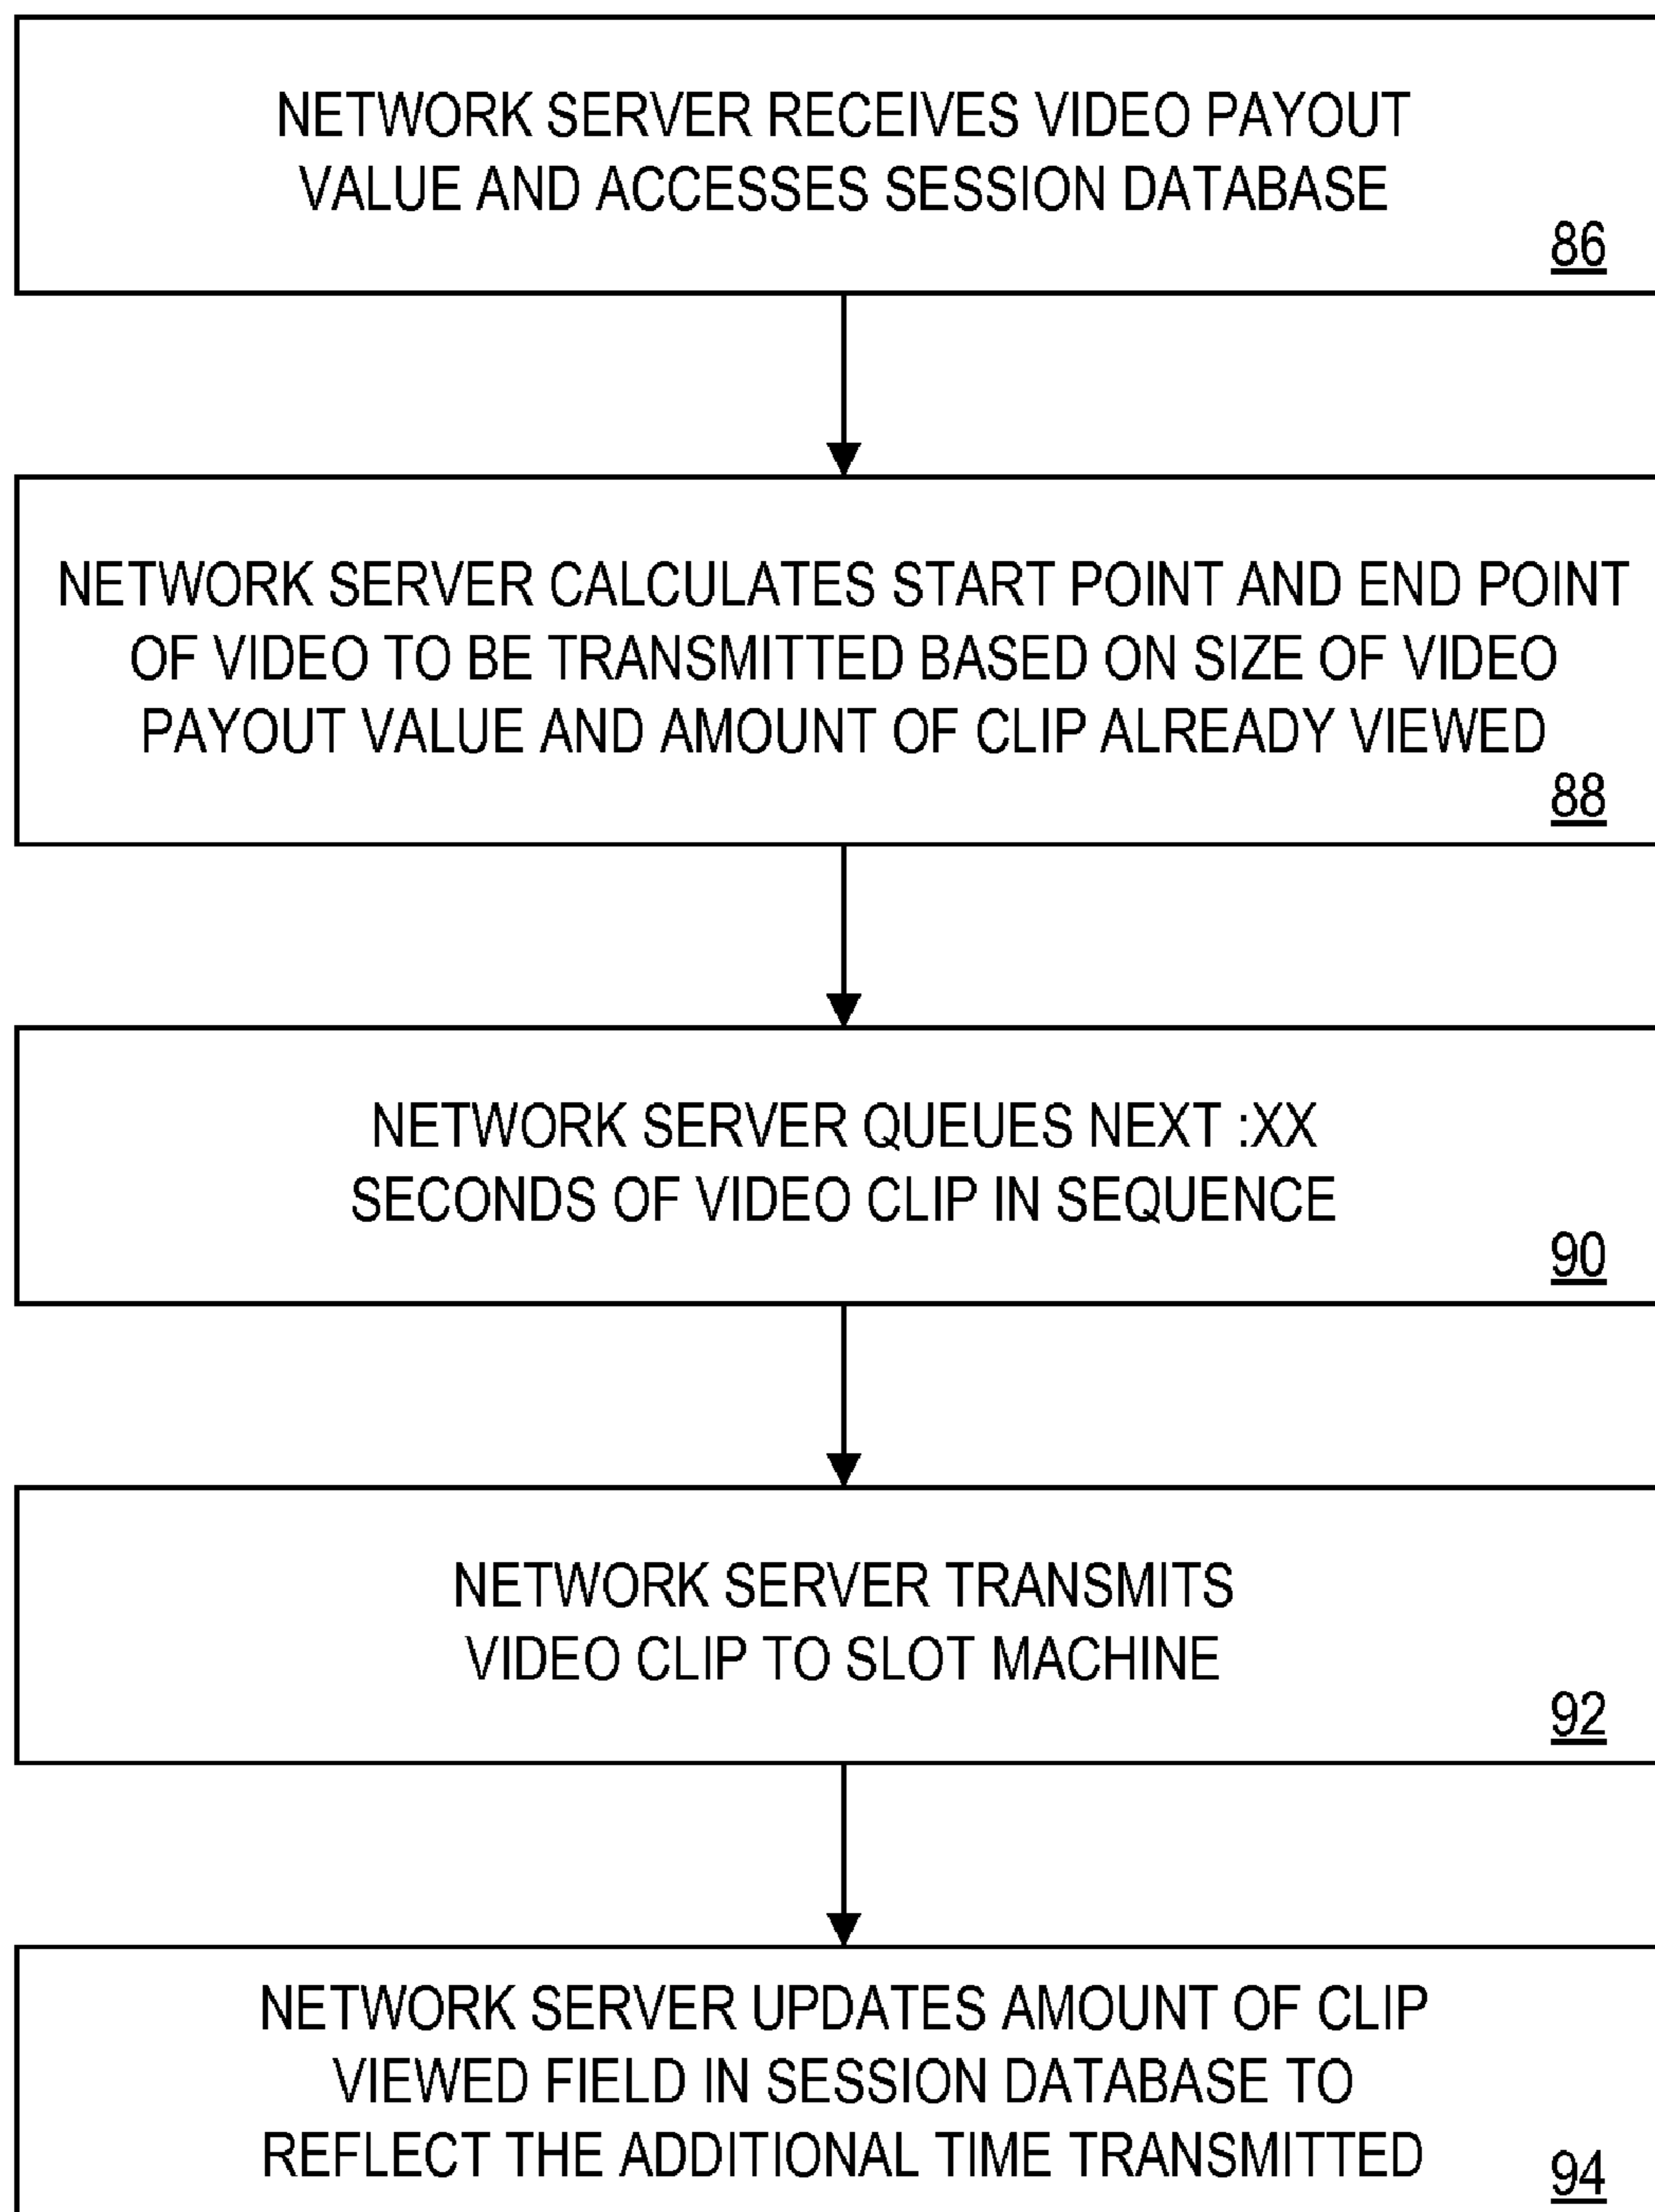 NETWORK SERVER RECEIVES VIDEO PAYOUT
VALUE AND ACCESSES SESSION DATABASE
86
NETWORK SERVER CALCULATES START POINT AND END POINT
OF VIDEO TO BE TRANSMITTED BASED ON SIZE OF VIDEO
PAYOUT VALUE AND AMOUNT OF CLIP ALREADY VIEWED
88
NETWORK SERVER QUEUES NEXT :XX
SECONDS OF VIDEO CLIP IN SEQUENCE
90
NETWORK SERVER TRANSMITS
VIDEO CLIP TO SLOT MACHINE
92
NETWORK SERVER UPDATES AMOUNT OF CLIP
VIEWED FIELD IN SESSION DATABASE TO
REFLECT THE ADDITIONAL TIME TRANSMITTED
94